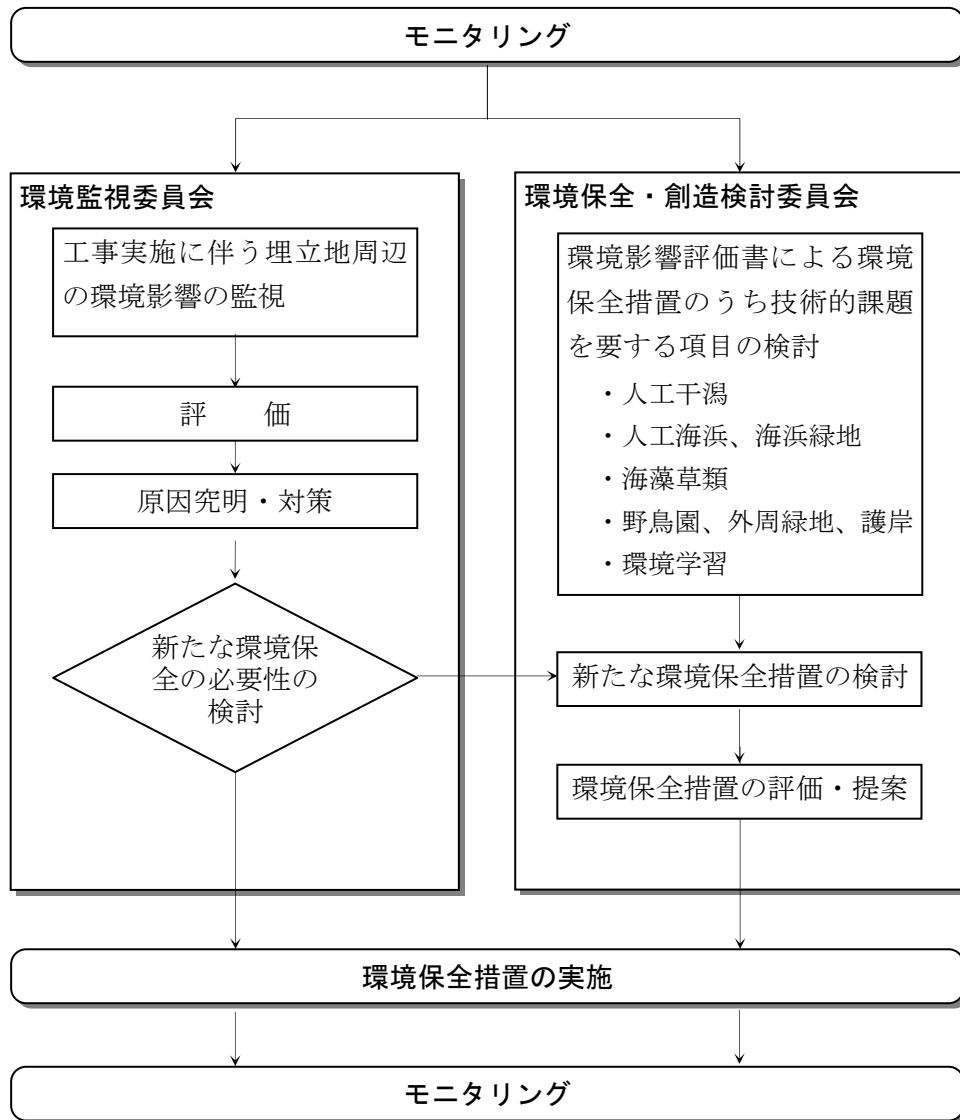 モニタリング
環境監視委員会
工事実施に伴う埋立地周辺
の環境影響の監視
評　　価
原因究明・対策
新たな環境保
全の必要性の
検討
環境保全・創造検討委員会
環境影響評価書による環境
保全措置のうち技術的課題
を要する項目の検討
・人工干潟
・人工海浜、海浜緑地
・海藻草類
・野鳥園、外周緑地、護岸
・環境学習
新たな環境保全措置の検討
環境保全措置の評価・提案
環境保全措置の実施
モニタリング